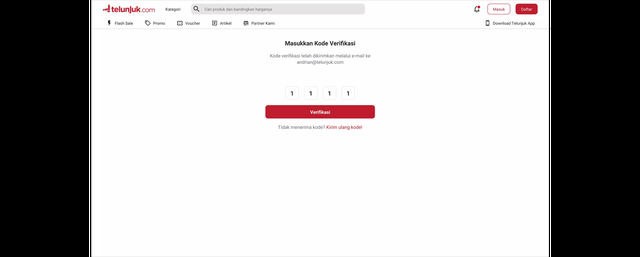 telunjuk.com
Kategori
Cari produk dan bandingkan harganya
Masuk
Daftar
Flash Sale
Promo
Voucher
Artikel
Partner Kami
Download Telunjuk App
Masukkan Kode Verifikasi
Kode verifikasi telah dikirimkan melalui e-mail ke
andrian@telunjuk.com
1 1 1 1
Verifikasi
Tidak menerima kode? Kirim ulang kode!